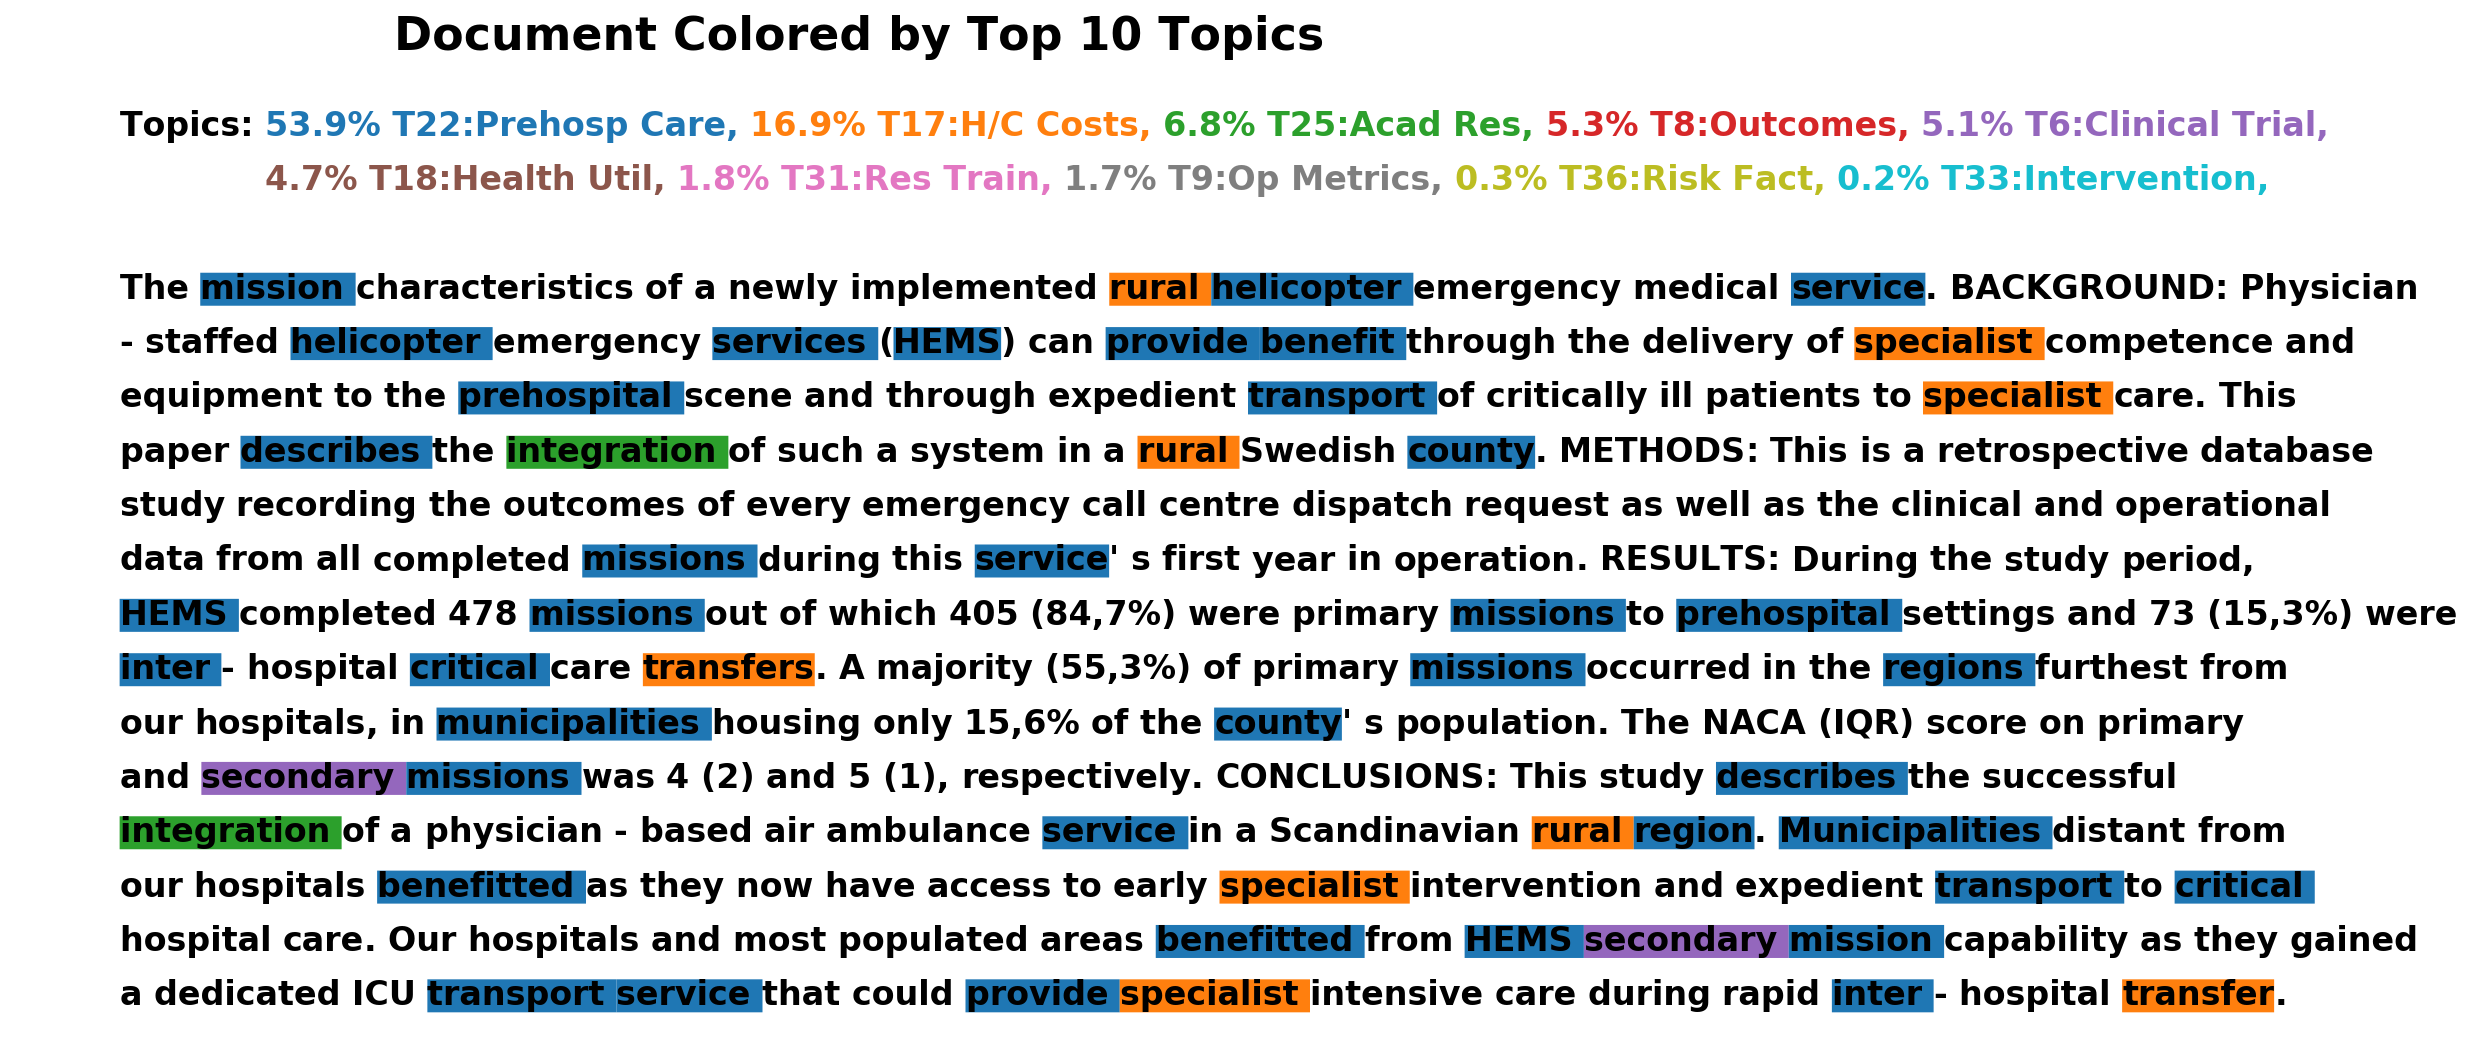 Document Colored by Top 10 Topics
Topics: 53.9% T22:Prehosp Care, 16.9% T17:H/C Costs, 6.8% T25:Acad Res, 5.3% T8:Outcomes, 5.1% T6:Clinical Trial,
4.7% T18:Health Util, 1.8% T31:Res Train, 1.7% T9:Op Metrics, 0.3% T36:Risk Fact, 0.2% T33:Intervention,
The mission characteristics of a newly implemented rural helicopter emergency medical service. BACKGROUND: Physician
- staffed helicopter emergency services (HEMS) can provide benefit through the delivery of specialist competence and
equipment to the prehospital scene and through expedient transport of critically ill patients to specialist care. This
paper describes the integration of such a system in a rural Swedish county. METHODS: This is a retrospective database
study recording the outcomes of every emergency call centre dispatch request as well as the clinical and operational
data from all completed missions during this service' s first year in operation. RESULTS: During the study period,
HEMS completed 478 missions out of which 405 (84,7%) were primary missions to prehospital settings and 73 (15,3%) were
inter - hospital critical care transfers. A majority (55,3%) of primary missions occurred in the regions furthest from
our hospitals, in municipalities housing only 15,6% of the county' s population. The NACA (IQR) score on primary
and secondary missions was 4 (2) and 5 (1), respectively. CONCLUSIONS: This study describes the successful
integration of a physician - based air ambulance service in a Scandinavian rural region. Municipalities distant from
our hospitals benefitted as they now have access to early specialist intervention and expedient transport to critical
hospital care. Our hospitals and most populated areas benefitted from HEMS secondary mission capability as they gained
a dedicated ICU transport service that could provide specialist intensive care during rapid inter - hospital transfer.